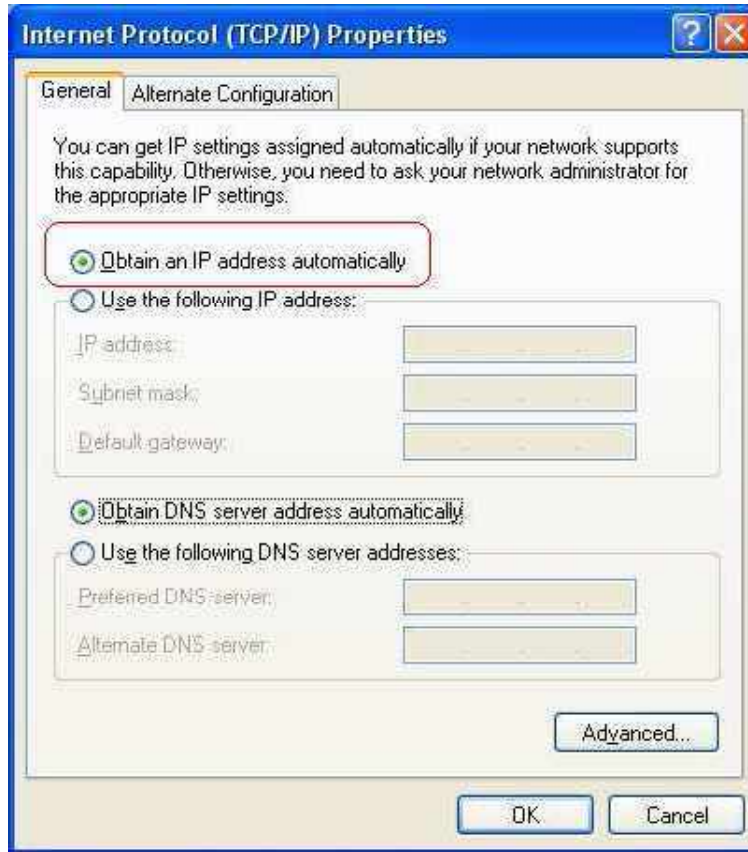 Internet Protocol (TCP/IP) Properties
General
Alternate Configuration
You can get IP settings assigned automatically if your network supports
this capability. Otherwise, you need to ask your network administrator for
the appropriate IP settings.
Obtain an IP address automatically
Use the following IP address:
IP address:
Subnet mask:
Default gateway:
Obtain DNS server address automatically
Use the following DNS server addresses:
Preferred DNS server:
Alternate DNS server:
Advanced...
OK
Cancel